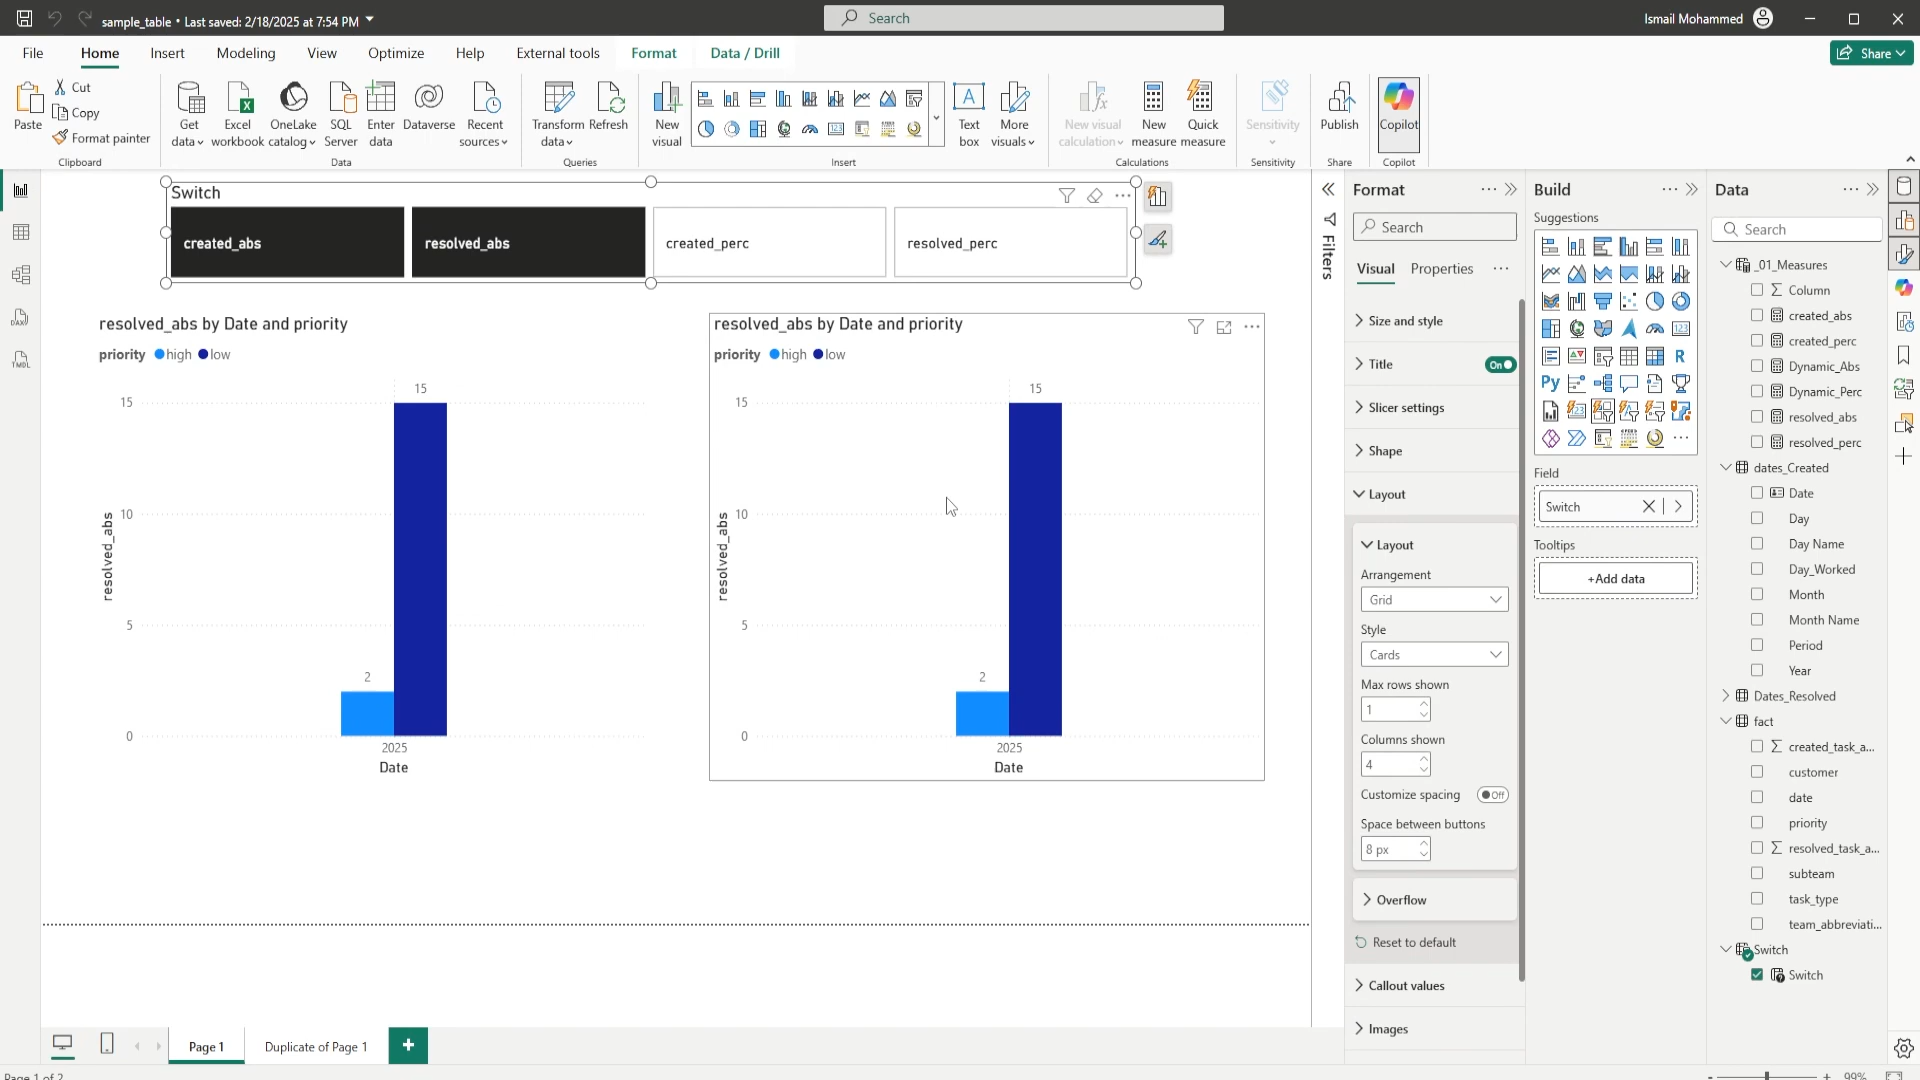 sample_table • Last saved: 2/18/2025 at 7:54 PM
Search
Ismail Mohammed
File
Home
Insert
Modeling
View
Optimize
Help
External tools
Format
Data / Drill
Share
Paste
Cut
Copy
Format painter
Clipboard
Get data
Excel workbook
OneLake catalog
SQL Server
Enter data
Dataverse
Recent sources
Data
Transform data
Refresh
Queries
New visual
Text box
More visuals
Insert
New visual calculation
New measure
Quick measure
Calculations
Sensitivity
Sensitivity
Publish
Share
Copilot
Copilot
Switch
created_abs
resolved_abs
created_perc
resolved_perc
resolved_abs by Date and priority
priority high low
15
15
10
5
2
0
resolved_abs
2025
Date
resolved_abs by Date and priority
priority high low
15
15
10
5
2
0
resolved_abs
2025
Date
Filters
Format
Search
Visual
Properties
Size and style
Title
On
Slicer settings
Shape
Layout
Layout
Arrangement
Grid
Style
Cards
Max rows shown
1
Columns shown
4
Customize spacing
Off
Space between buttons
8 px
Overflow
Reset to default
Callout values
Images
Build
Suggestions
R
Py
123
Field
Switch
Tooltips
+Add data
Data
Search
_01_Measures
Column
created_abs
created_perc
Dynamic_Abs
Dynamic_Perc
resolved_abs
resolved_perc
dates_Created
Date
Day
Day Name
Day_Worked
Month
Month Name
Period
Year
Dates_Resolved
fact
created_task_a...
customer
date
priority
resolved_task_a...
subteam
task_type
team_abbreviati...
Switch
Switch
DAX
TMDL
Page 1
Duplicate of Page 1
+
Page 1 of 2
- + 99%